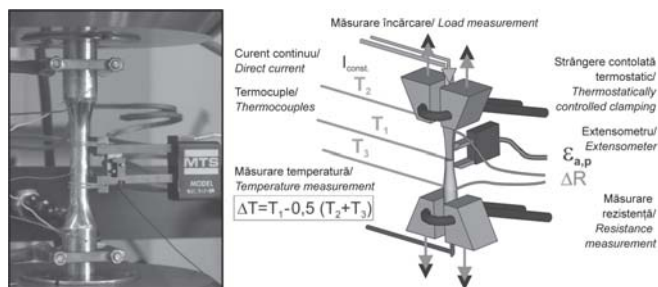 MTS
MODEL
Măsurare încărcare/ Load measurement
Curent continuu/
Direct current
I const.
Termocuple/
Thermocouples
T2
T1
T3
Măsurare temperatură/
Temperature measurement
ΔT=T1-0,5 (T2+T3)
Strângere contolată
termostatic/
Thermostatically
controlled clamping
Extensometru/
Extensometer
εa,p
ΔR
Măsurare
rezistență/
Resistance
measurement